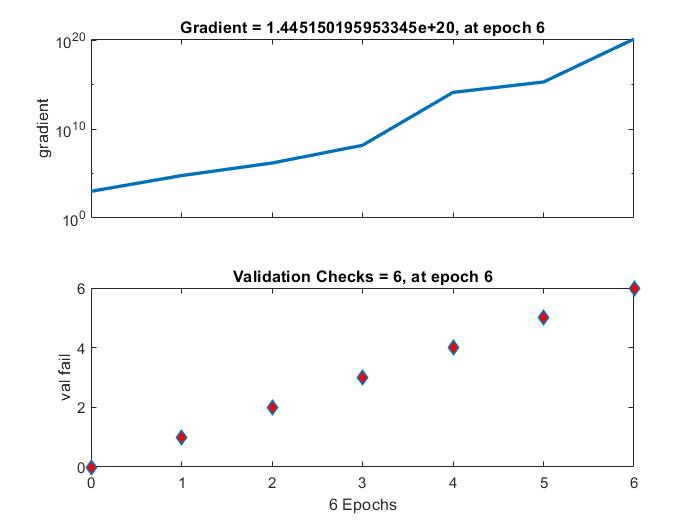 Gradient = 1.445150195953345e+20, at epoch 6
10^20
10^10
10^0
gradient
Validation Checks = 6, at epoch 6
6
4
2
0
val fail
0 1 2 3 4 5 6
6 Epochs